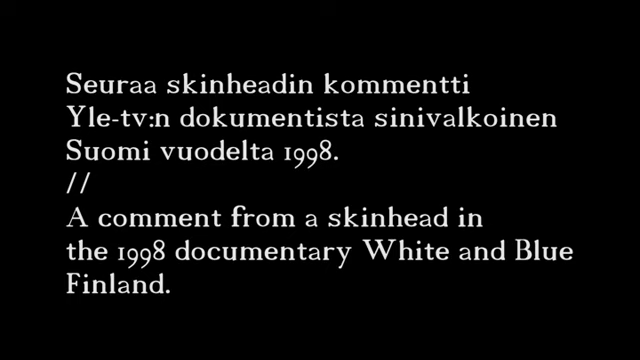 Seuraa skinheadin kommentti
Yle-tv:n dokumentista sinivalkoinen
Suomi vuodelta 1998.
//
A comment from a skinhead in
the 1998 documentary White and Blue
Finland.